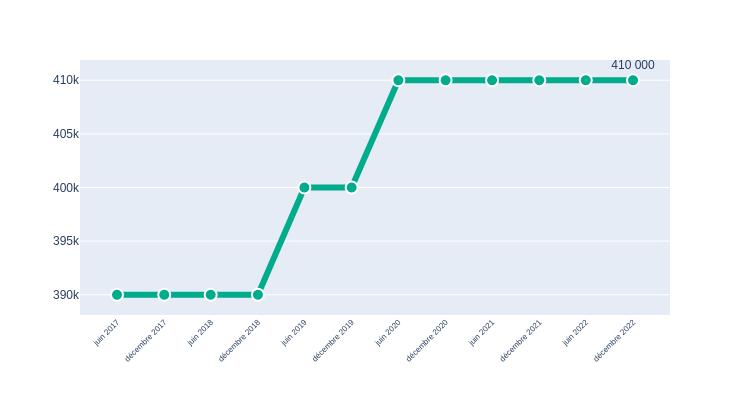 410 000
410k
405k
400k
395k
390k
juin 2017
décembre 2017
juin 2018
décembre 2018
juin 2019
décembre 2019
juin 2020
décembre 2020
juin 2021
décembre 2021
juin 2022
décembre 2022